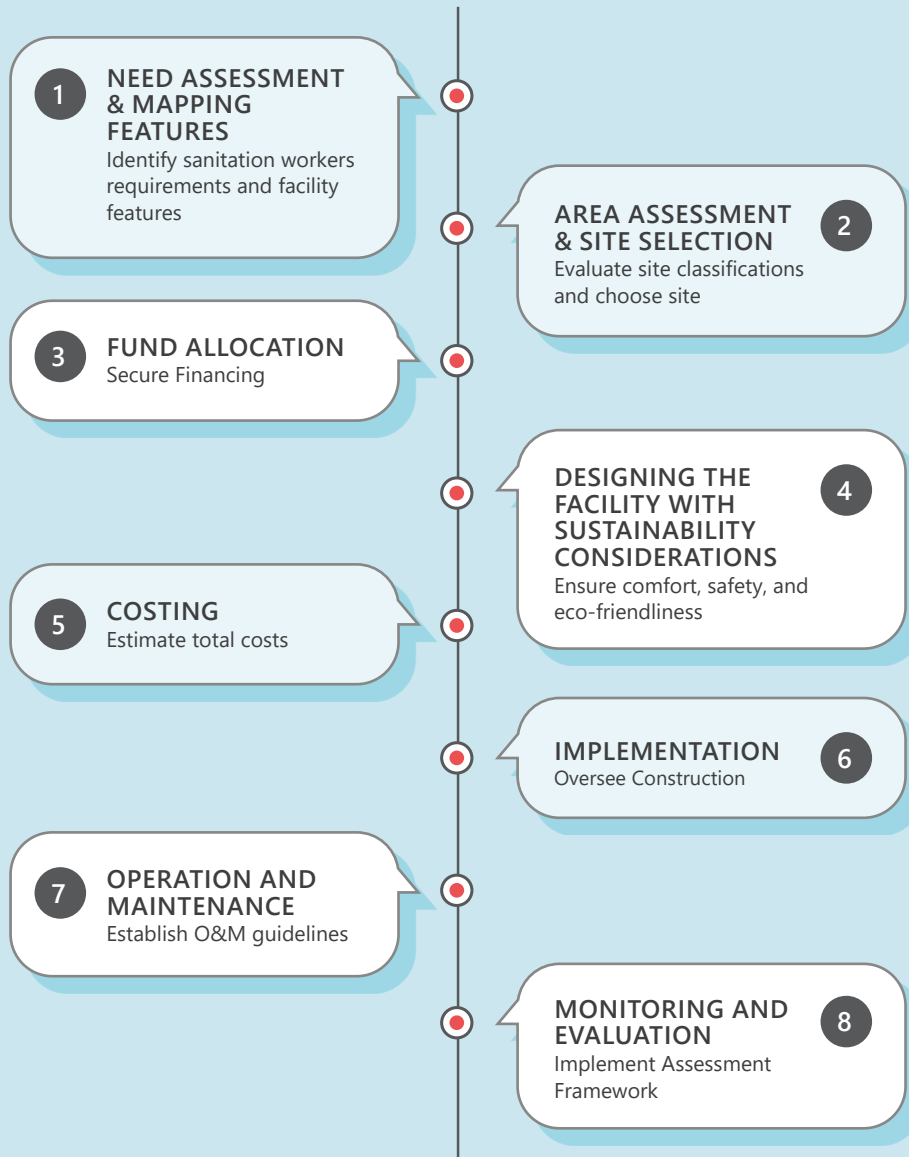 1
NEED ASSESSMENT
& MAPPING
FEATURES
Identify sanitation workers
requirements and facility
features
AREA ASSESSMENT
& SITE SELECTION
Evaluate site classifications
and choose site
2
3
FUND ALLOCATION
Secure Financing
DESIGNING THE
FACILITY WITH
SUSTAINABILITY
CONSIDERATIONS
Ensure comfort, safety, and
eco-friendliness
4
5
COSTING
Estimate total costs
IMPLEMENTATION
Oversee Construction
6
7
OPERATION AND
MAINTENANCE
Establish O&M guidelines
MONITORING AND
EVALUATION
Implement Assessment
Framework
8